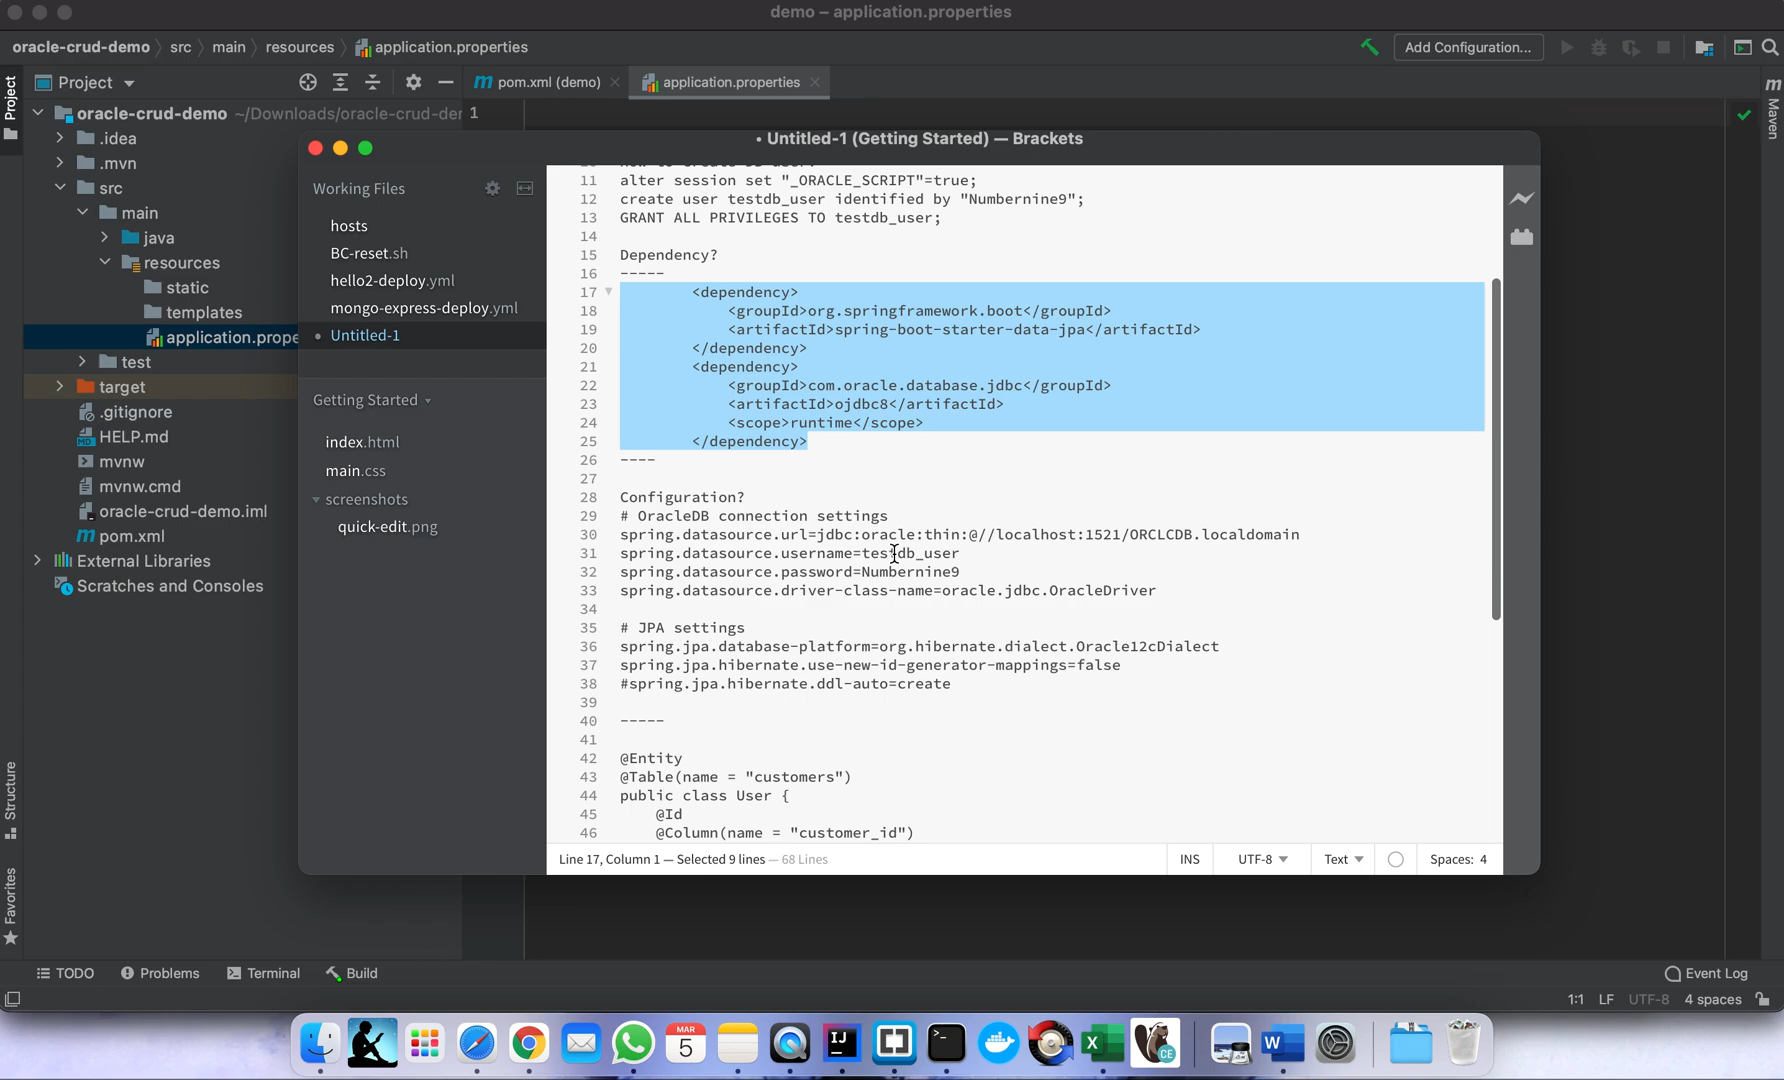 demo – application.properties
oracle-crud-demo src main resources application.properties
Add Configuration...
Project
pom.xml (demo)
application.properties
Project
oracle-crud-demo ~/Downloads/oracle-crud-der
1
.idea
.mvn
src
main
java
resources
static
templates
application.prope
test
target
.gitignore
HELP.md
mvnw
mvnw.cmd
oracle-crud-demo.iml
pom.xml
External Libraries
Scratches and Consoles
Maven
Structure
Favorites
• Untitled-1 (Getting Started) — Brackets
Working Files
hosts
BC-reset.sh
hello2-deploy.yml
mongo-express-deploy.yml
Untitled-1
Getting Started
index.html
main.css
screenshots
quick-edit.png
11 alter session set "_ORACLE_SCRIPT"=true;
12 create user testdb_user identified by "Numbernine9";
13 GRANT ALL PRIVILEGES TO testdb_user;
14
15 Dependency?
16 -----
17 <dependency>
18 <groupId>org.springframework.boot</groupId>
19 <artifactId>spring-boot-starter-data-jpa</artifactId>
20 </dependency>
21 <dependency>
22 <groupId>com.oracle.database.jdbc</groupId>
23 <artifactId>ojdbc8</artifactId>
24 <scope>runtime</scope>
25 </dependency>
26 ----
27
28 Configuration?
29 # OracleDB connection settings
30 spring.datasource.url=jdbc:oracle:thin:@//localhost:1521/ORCLCDB.localdomain
31 spring.datasource.username=testdb_user
32 spring.datasource.password=Numbernine9
33 spring.datasource.driver-class-name=oracle.jdbc.OracleDriver
34
35 # JPA settings
36 spring.jpa.database-platform=org.hibernate.dialect.Oracle12cDialect
37 spring.jpa.hibernate.use-new-id-generator-mappings=false
38 #spring.jpa.hibernate.ddl-auto=create
39
40 -----
41
42 @Entity
43 @Table(name = "customers")
44 public class User {
45 @Id
46 @Column(name = "customer_id")
Line 17, Column 1 — Selected 9 lines — 68 Lines
INS UTF-8 Text Spaces: 4
TODO Problems Terminal Build
Event Log
1:1 LF UTF-8 4 spaces
MAR
5
IJ
W
CE